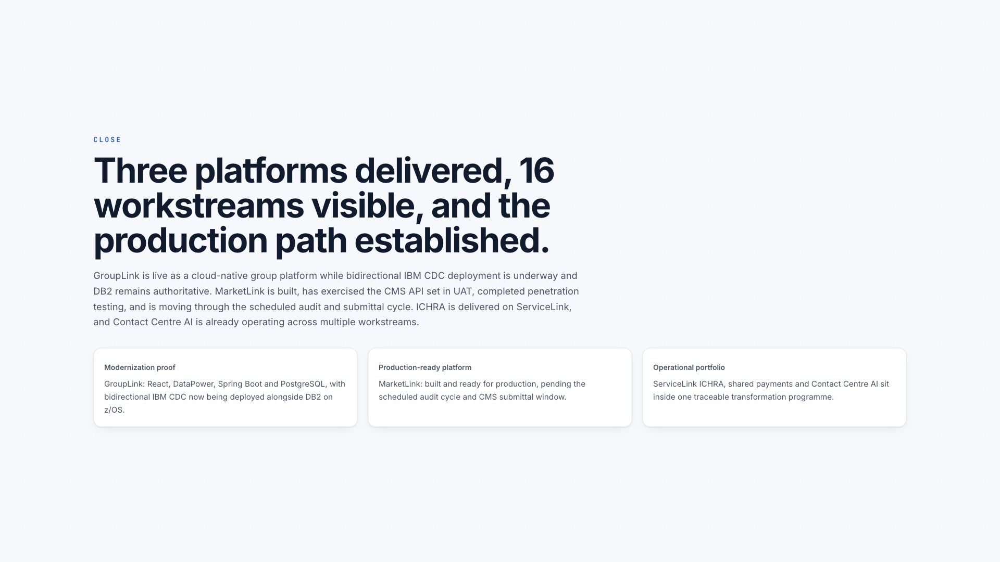 CLOSE
Three platforms delivered, 16
workstreams visible, and the
production path established.
GroupLink is live as a cloud-native group platform while bidirectional IBM CDC deployment is underway and
DB2 remains authoritative. MarketLink is built, has exercised the CMS API set in UAT, completed penetration
testing, and is moving through the scheduled audit and submittal cycle. ICHRA is delivered on ServiceLink,
and Contact Centre AI is already operating across multiple workstreams.
Modernization proof
GroupLink: React, DataPower, Spring Boot and PostgreSQL, with
bidirectional IBM CDC now being deployed alongside DB2 on
z/OS.
Production-ready platform
MarketLink: built and ready for production, pending the
scheduled audit cycle and CMS submittal window.
Operational portfolio
ServiceLink ICHRA, shared payments and Contact Centre AI sit
inside one traceable transformation programme.